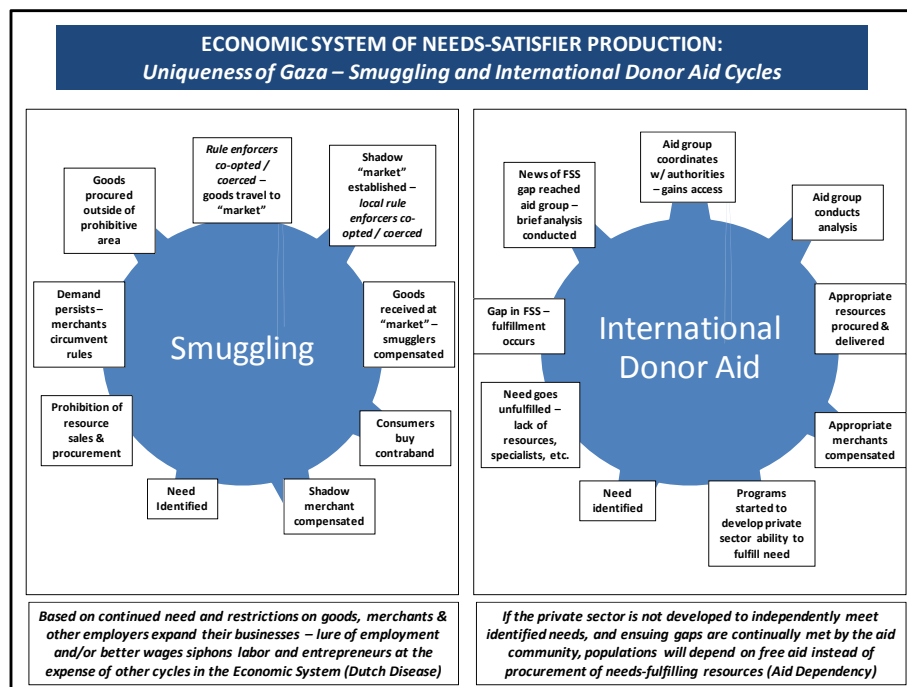 ECONOMIC SYSTEM OF NEEDS-SATISFIER PRODUCTION:
Uniqueness of Gaza – Smuggling and International Donor Aid Cycles
Rule enforcers
co-opted /
coerced –
goods travel to
"market"
Shadow
"market"
established –
local rule
enforcers co-
opted / coerced
Goods
procured
outside of
prohibitive
area
Demand
persists –
merchants
circumvent
rules
Smuggling
Goods
received at
"market" –
smugglers
compensated
Prohibition of
resource
sales &
procurement
Consumers
buy
contraband
Need
Identified
Shadow
merchant
compensated
Based on continued need and restrictions on goods, merchants &
other employers expand their businesses – lure of employment
and/or better wages siphons labor and entrepreneurs at the
expense of other cycles in the Economic System (Dutch Disease)
News of FSS
gap reached
aid group –
brief analysis
conducted
Aid group
coordinates
w/ authorities
– gains access
Aid group
conducts
analysis
Gap in FSS –
fulfillment
occurs
International
Donor Aid
Appropriate
resources
procured &
delivered
Need goes
unfulfilled –
lack of
resources,
specialists, etc.
Appropriate
merchants
compensated
Need
identified
Programs
started to
develop private
sector ability to
fulfill need
If the private sector is not developed to independently meet
identified needs, and ensuing gaps are continually met by the aid
community, populations will depend on free aid instead of
procurement of needs-fulfilling resources (Aid Dependency)